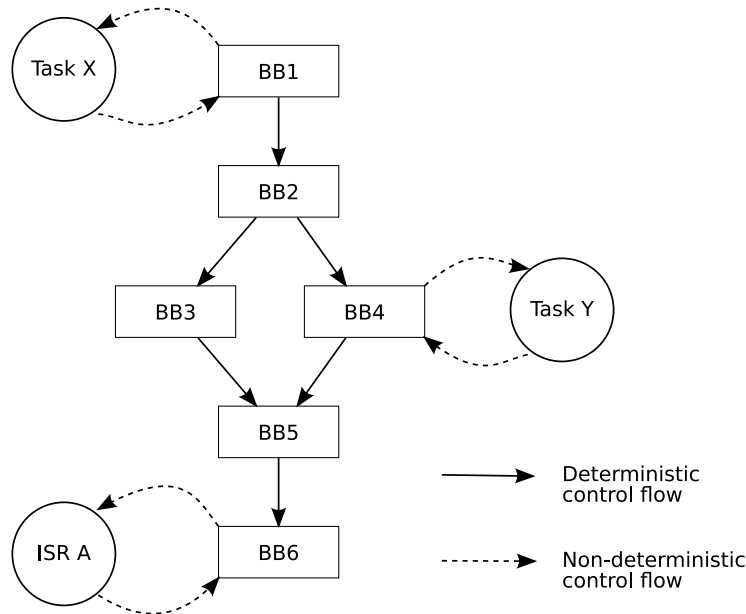 Task X
BB1
BB2
BB3
BB4
Task Y
BB5
Deterministic
control flow
ISR A
BB6
Non-deterministic
control flow